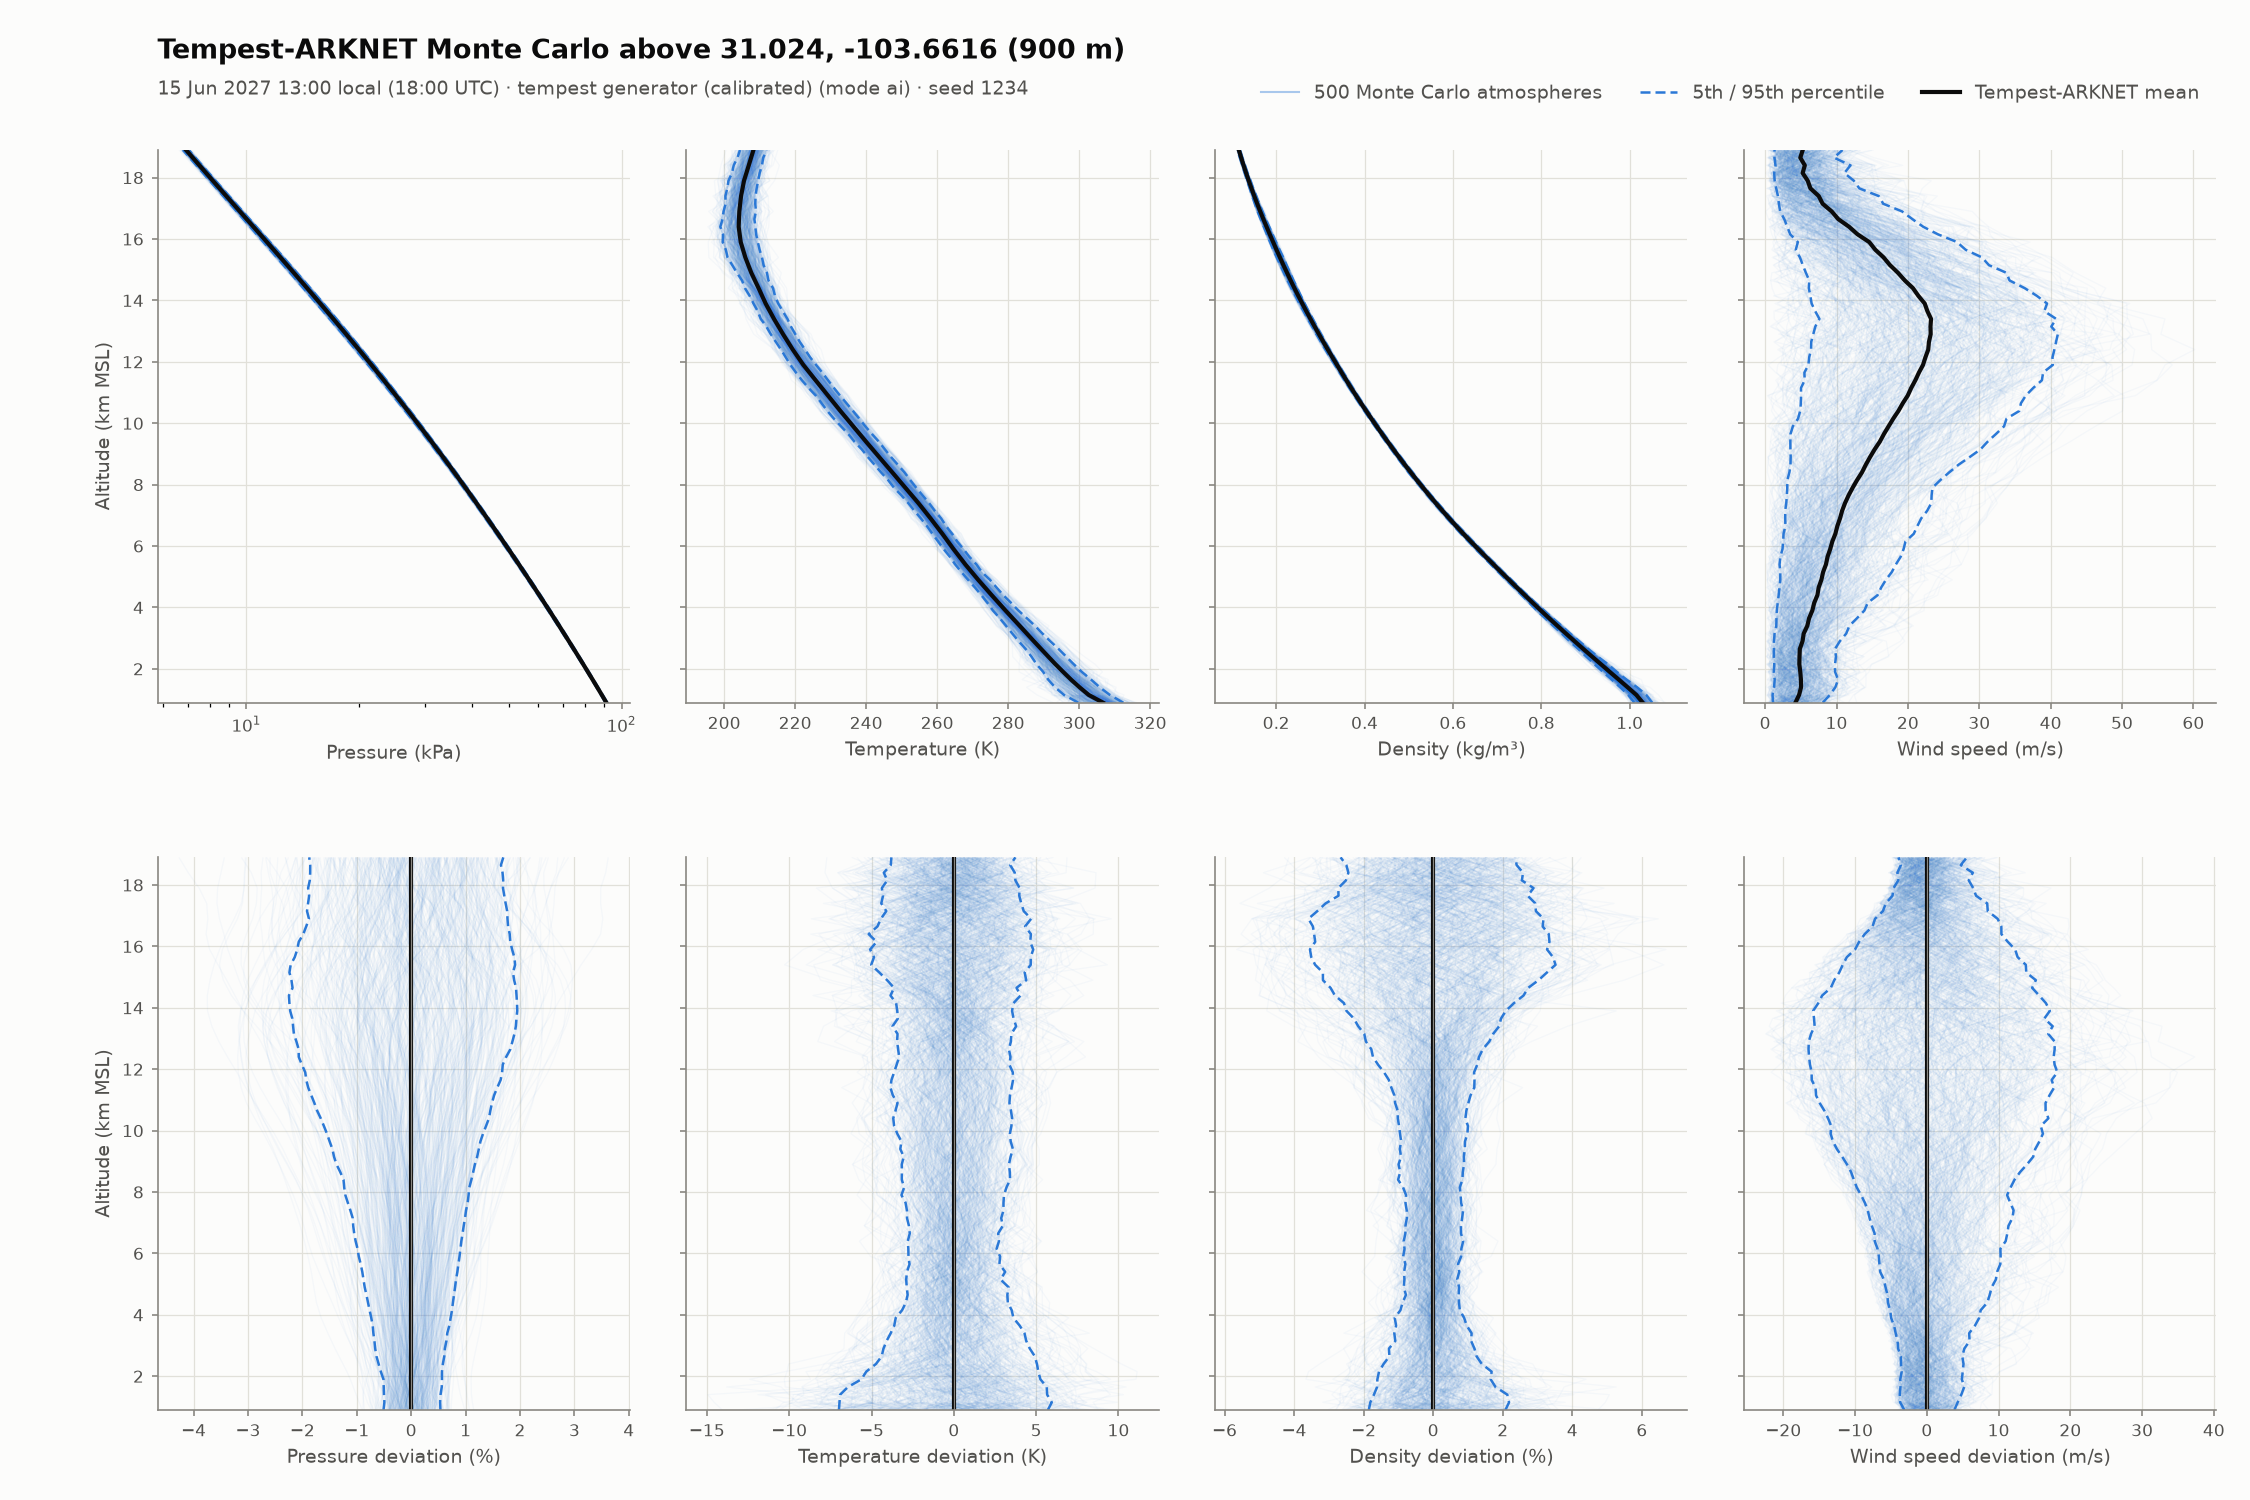 Tempest-ARKNET Monte Carlo above 31.024, -103.6616 (900 m)
15 Jun 2027 13:00 local (18:00 UTC) · tempest generator (calibrated) (mode ai) · seed 1234
500 Monte Carlo atmospheres 5th / 95th percentile Tempest-ARKNET mean
Altitude (km MSL)
18
16
14
12
10
8
6
4
2
10¹ 10²
Pressure (kPa)
200 220 240 260 280 300 320
Temperature (K)
0.2 0.4 0.6 0.8 1.0
Density (kg/m³)
0 10 20 30 40 50 60
Wind speed (m/s)
Altitude (km MSL)
18
16
14
12
10
8
6
4
2
−4 −3 −2 −1 0 1 2 3 4
Pressure deviation (%)
−15 −10 −5 0 5 10
Temperature deviation (K)
−6 −4 −2 0 2 4 6
Density deviation (%)
−20 −10 0 10 20 30 40
Wind speed deviation (m/s)